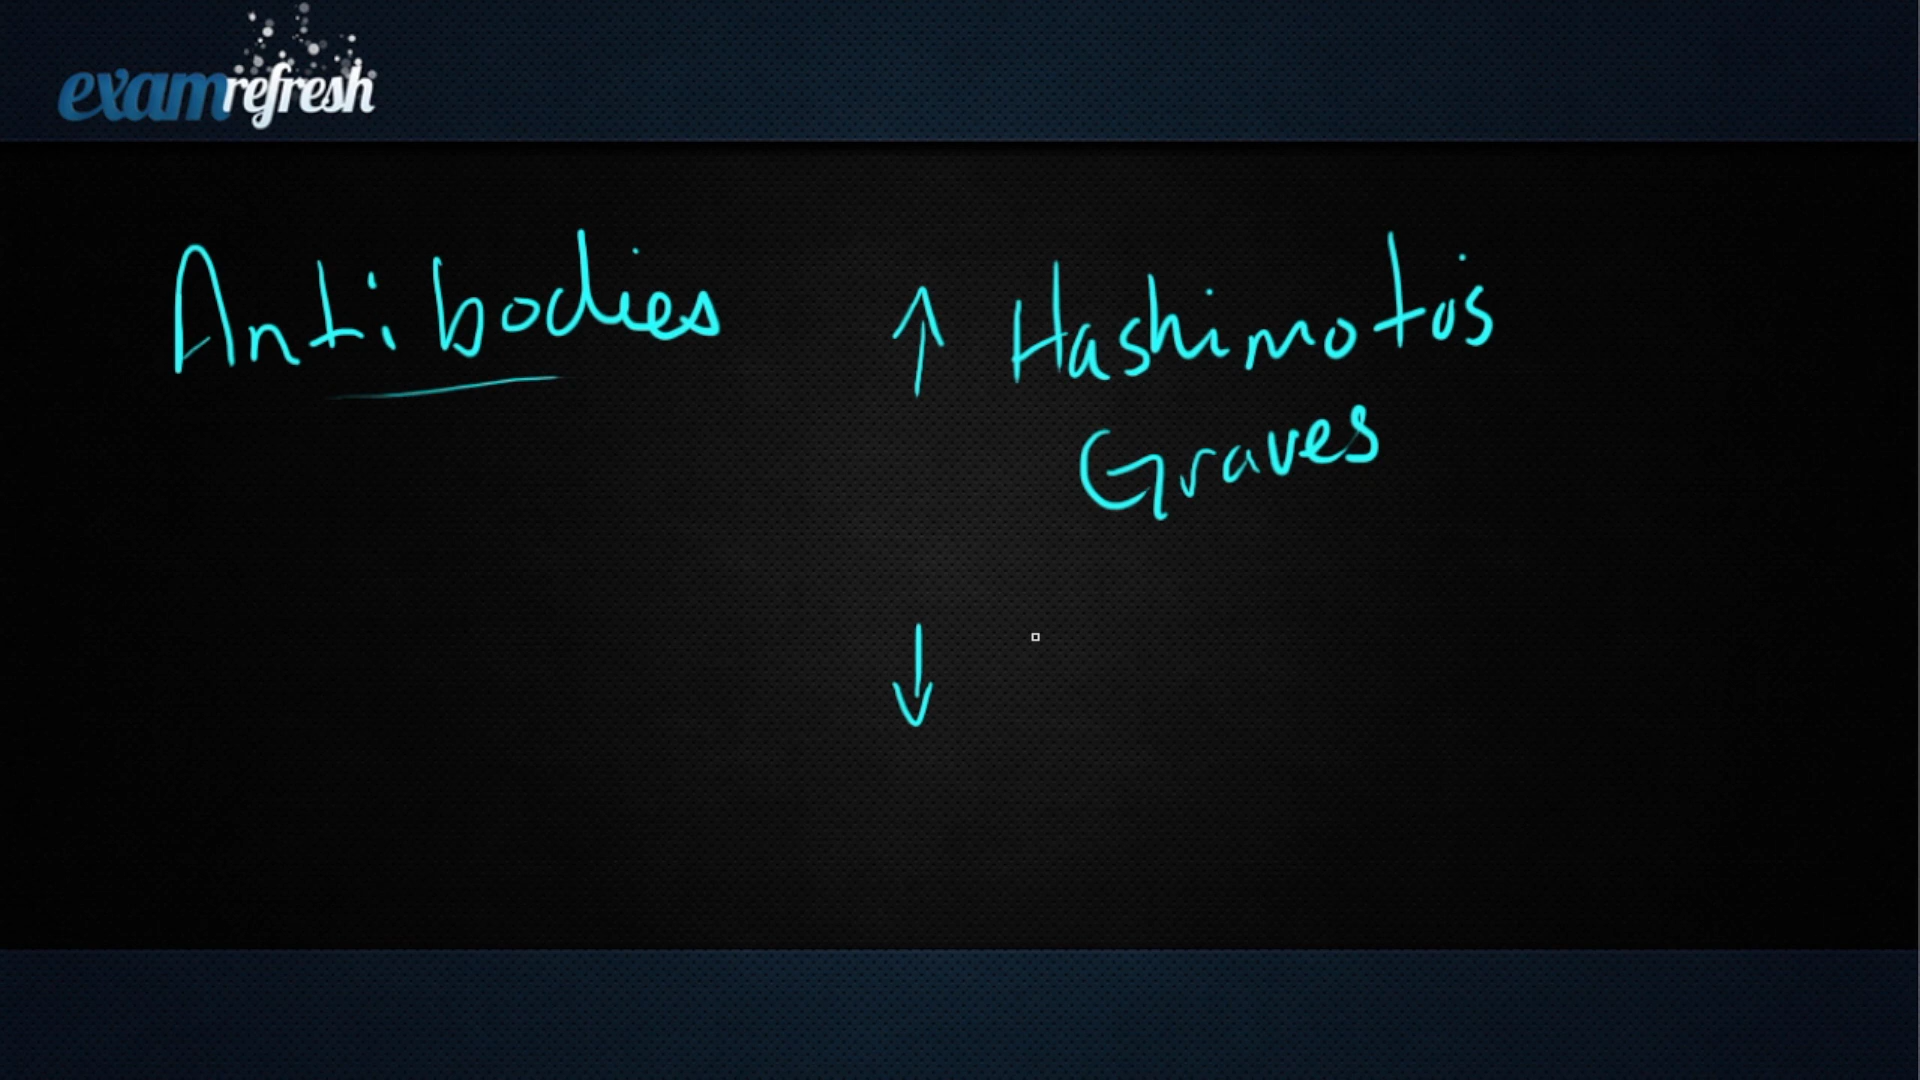 examrefresh
Antibodies ↑ Hashimotos
Graves
↓